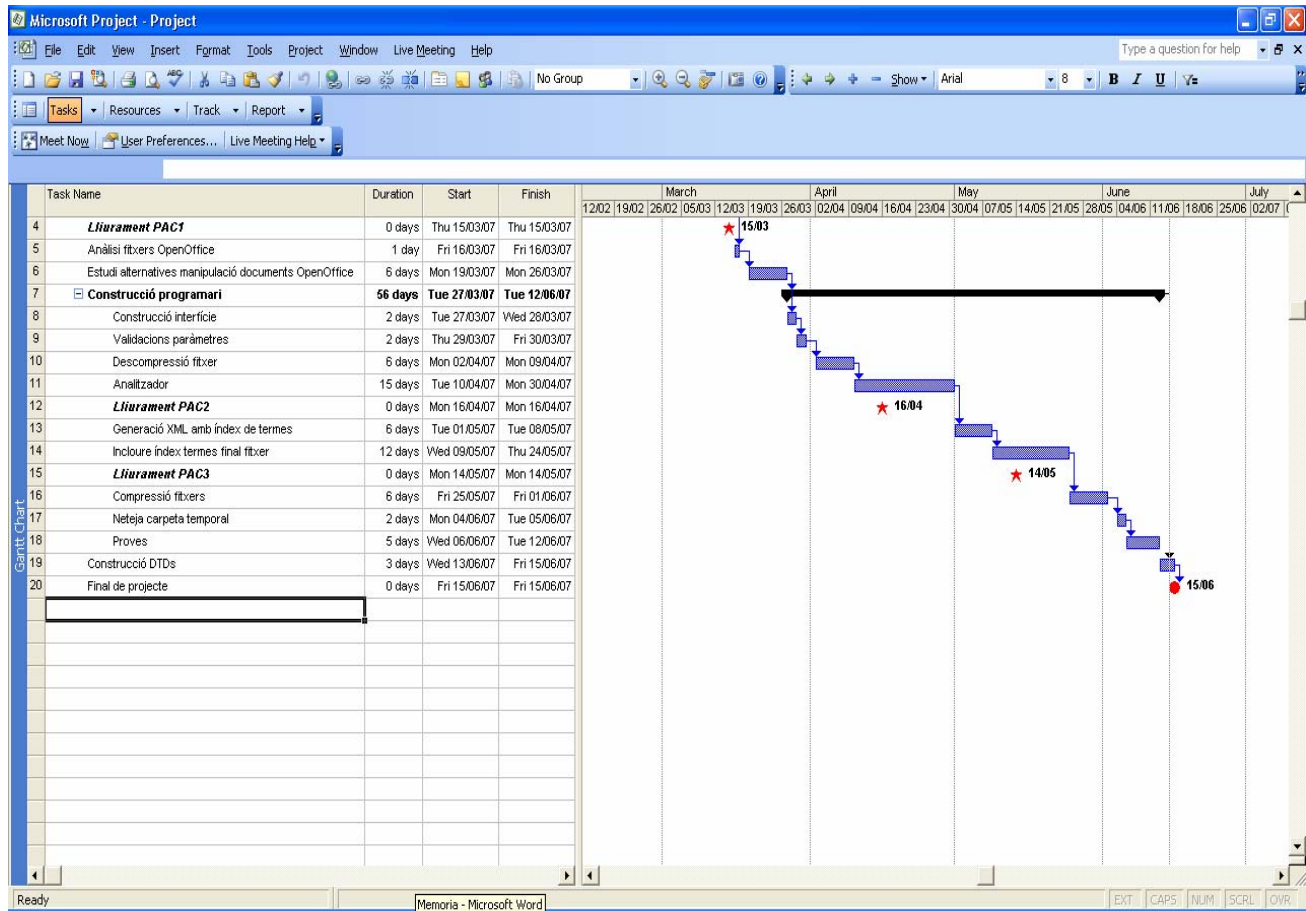 Microsoft Project - Project
File Edit View Insert Format Tools Project Window Live Meeting Help Type a question for help
No Group Show Arial 8 B I U
Tasks Resources Track Report
Meet Now User Preferences... Live Meeting Help
Task Name Duration Start Finish March April May June July
12/02 19/02 26/02 05/03 12/03 19/03 26/03 02/04 09/04 16/04 23/04 30/04 07/05 14/05 21/05 28/05 04/06 11/06 18/06 25/06 02/07
4 Lliurament PAC1 0 days Thu 15/03/07 Thu 15/03/07 15/03
5 Anàlisi fitxers OpenOffice 1 day Fri 16/03/07 Fri 16/03/07
6 Estudi alternatives manipulació documents OpenOffice 6 days Mon 19/03/07 Mon 26/03/07
7 Construcció programari 56 days Tue 27/03/07 Tue 12/06/07
8 Construcció interfície 2 days Tue 27/03/07 Wed 28/03/07
9 Validacions paràmetres 2 days Thu 29/03/07 Fri 30/03/07
10 Descompressió fitxer 6 days Mon 02/04/07 Mon 09/04/07
11 Analitzador 15 days Tue 10/04/07 Mon 30/04/07
12 Lliurament PAC2 0 days Mon 16/04/07 Mon 16/04/07 16/04
13 Generació XML amb índex de termes 6 days Tue 01/05/07 Tue 08/05/07
14 Incloure índex termes final fitxer 12 days Wed 09/05/07 Thu 24/05/07
15 Lliurament PAC3 0 days Mon 14/05/07 Mon 14/05/07 14/05
16 Compressió fitxers 6 days Fri 25/05/07 Fri 01/06/07
17 Neteja carpeta temporal 2 days Mon 04/06/07 Tue 05/06/07
18 Proves 5 days Wed 06/06/07 Tue 12/06/07
19 Construcció DTDs 3 days Wed 13/06/07 Fri 15/06/07
20 Final de projecte 0 days Fri 15/06/07 Fri 15/06/07 15/06
Gantt Chart
Ready EXT CAPS NUM SCRL OVR
Memoria - Microsoft Word